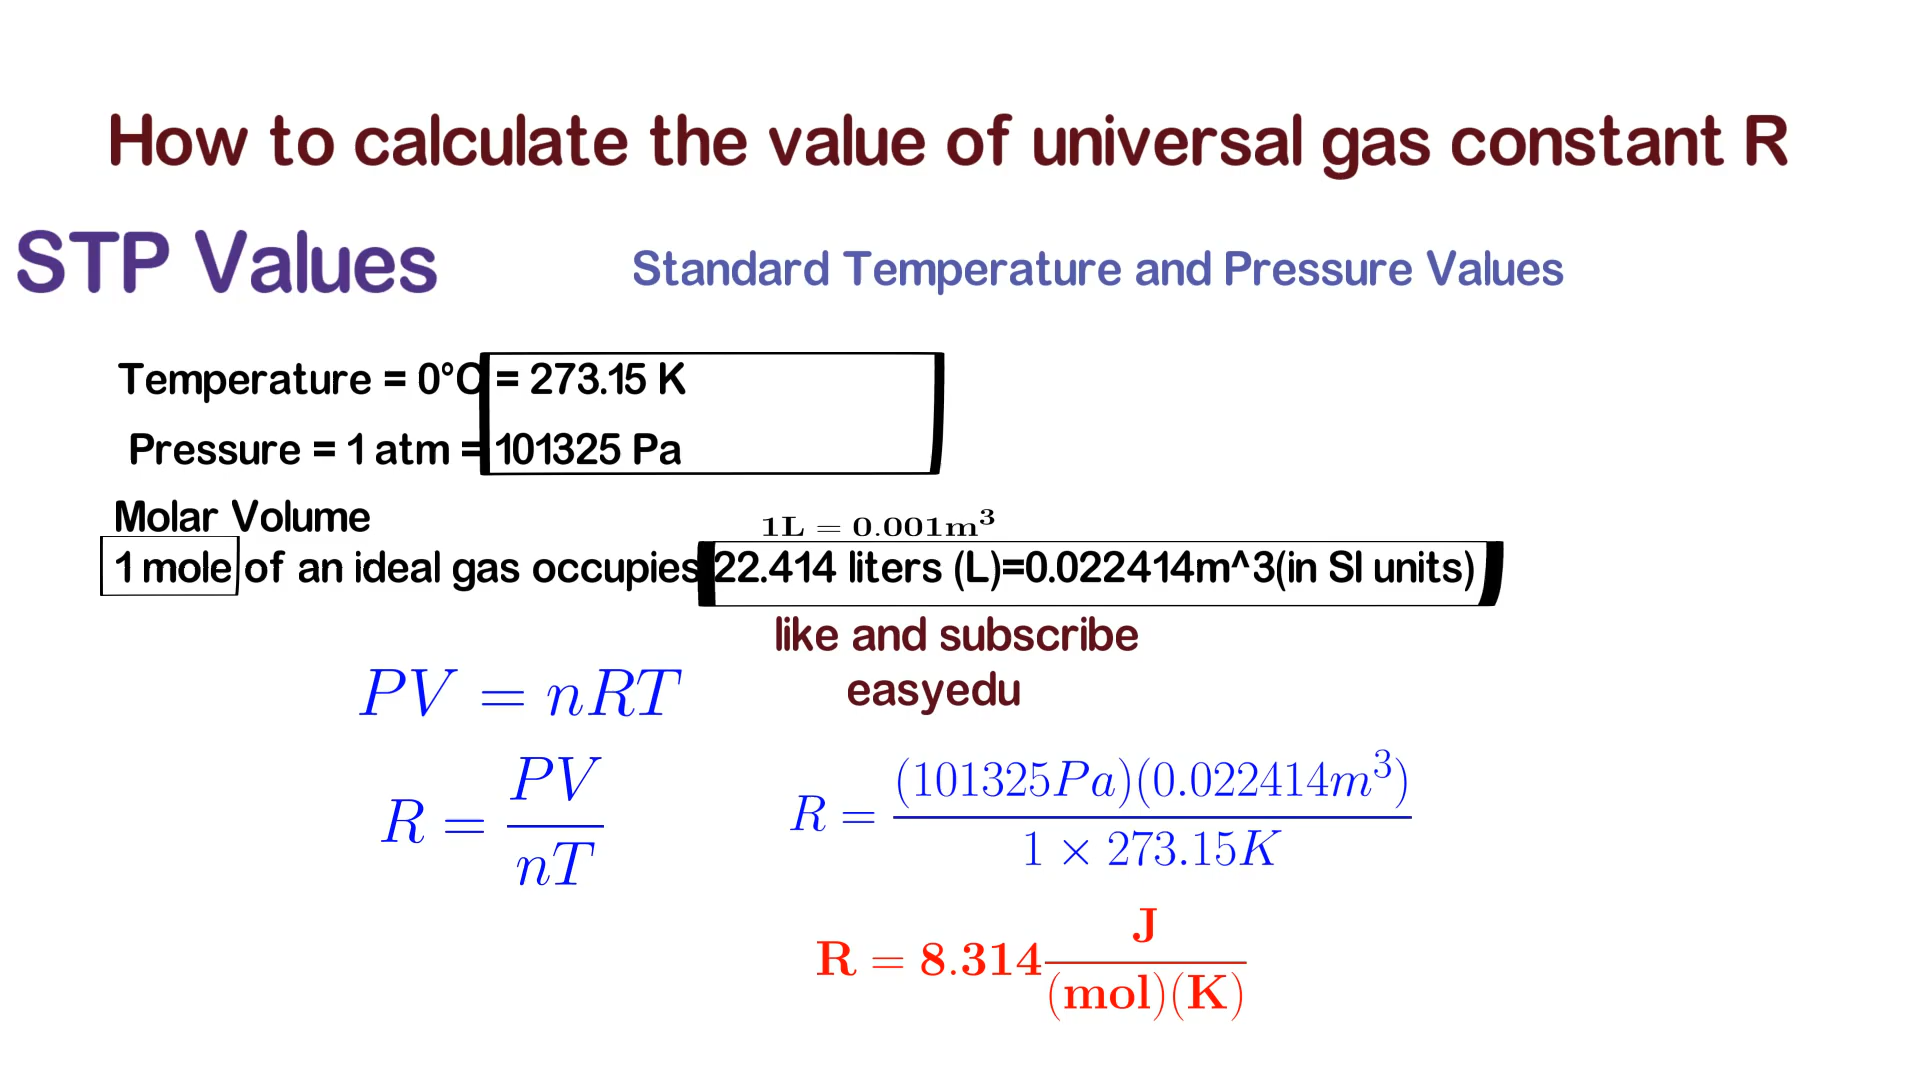 How to calculate the value of universal gas constant R
STP Values
Standard Temperature and Pressure Values
Temperature = 0°C = 273.15 K
Pressure = 1 atm = 101325 Pa
Molar Volume
1L = 0.001m³
1 mole of an ideal gas occupies 22.414 liters (L)=0.022414m^3(in SI units)
like and subscribe
easyedu
PV = nRT
R = PV / nT
R = (101325Pa)(0.022414m³) / 1 × 273.15K
R = 8.314 J / (mol)(K)